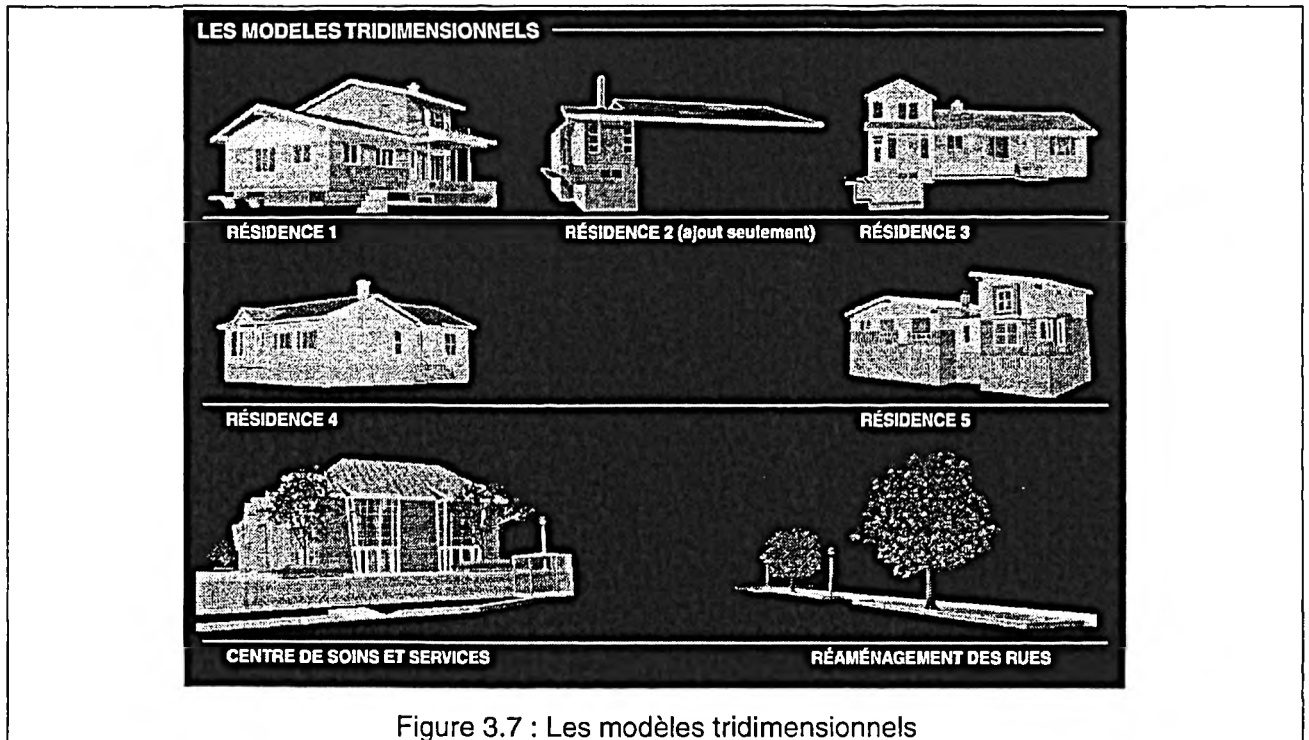 LES MODELES TRIDIMENSIONNELS
RÉSIDENCE 1
RÉSIDENCE 2 (ajout seulement)
RÉSIDENCE 3
RÉSIDENCE 4
RÉSIDENCE 5
CENTRE DE SOINS ET SERVICES
RÉAMÉNAGEMENT DES RUES
Figure 3.7 : Les modèles tridimensionnels